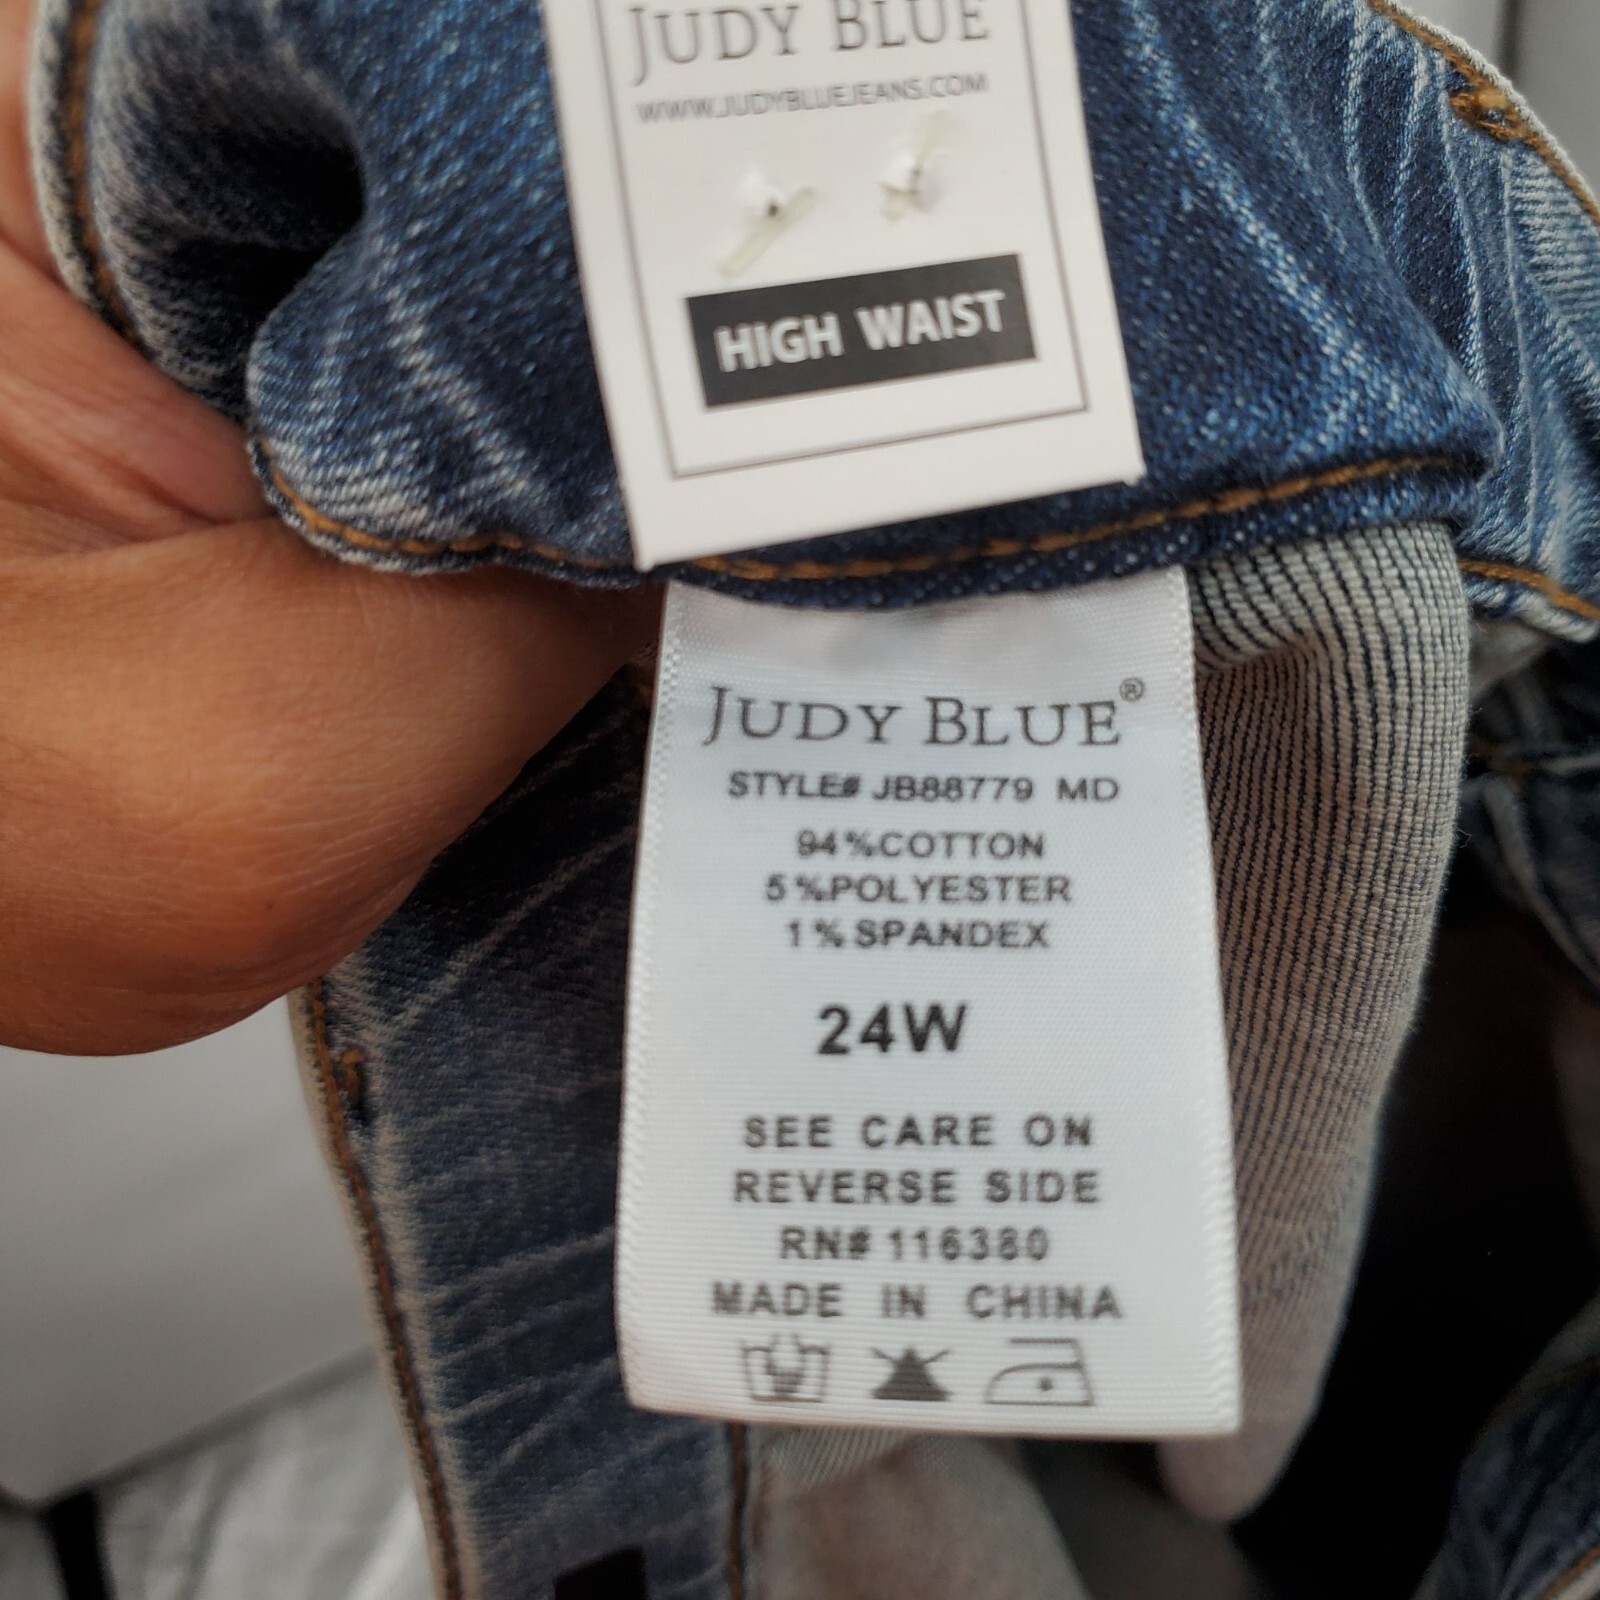 JUDY BLUE
WWW.JUDYBLUEJEANS.COM
HIGH WAIST
JUDY BLUE®
STYLE# JB88779 MD
94%COTTON
5%POLYESTER
1%SPANDEX
24W
SEE CARE ON
REVERSE SIDE
RN# 116380
MADE IN CHINA